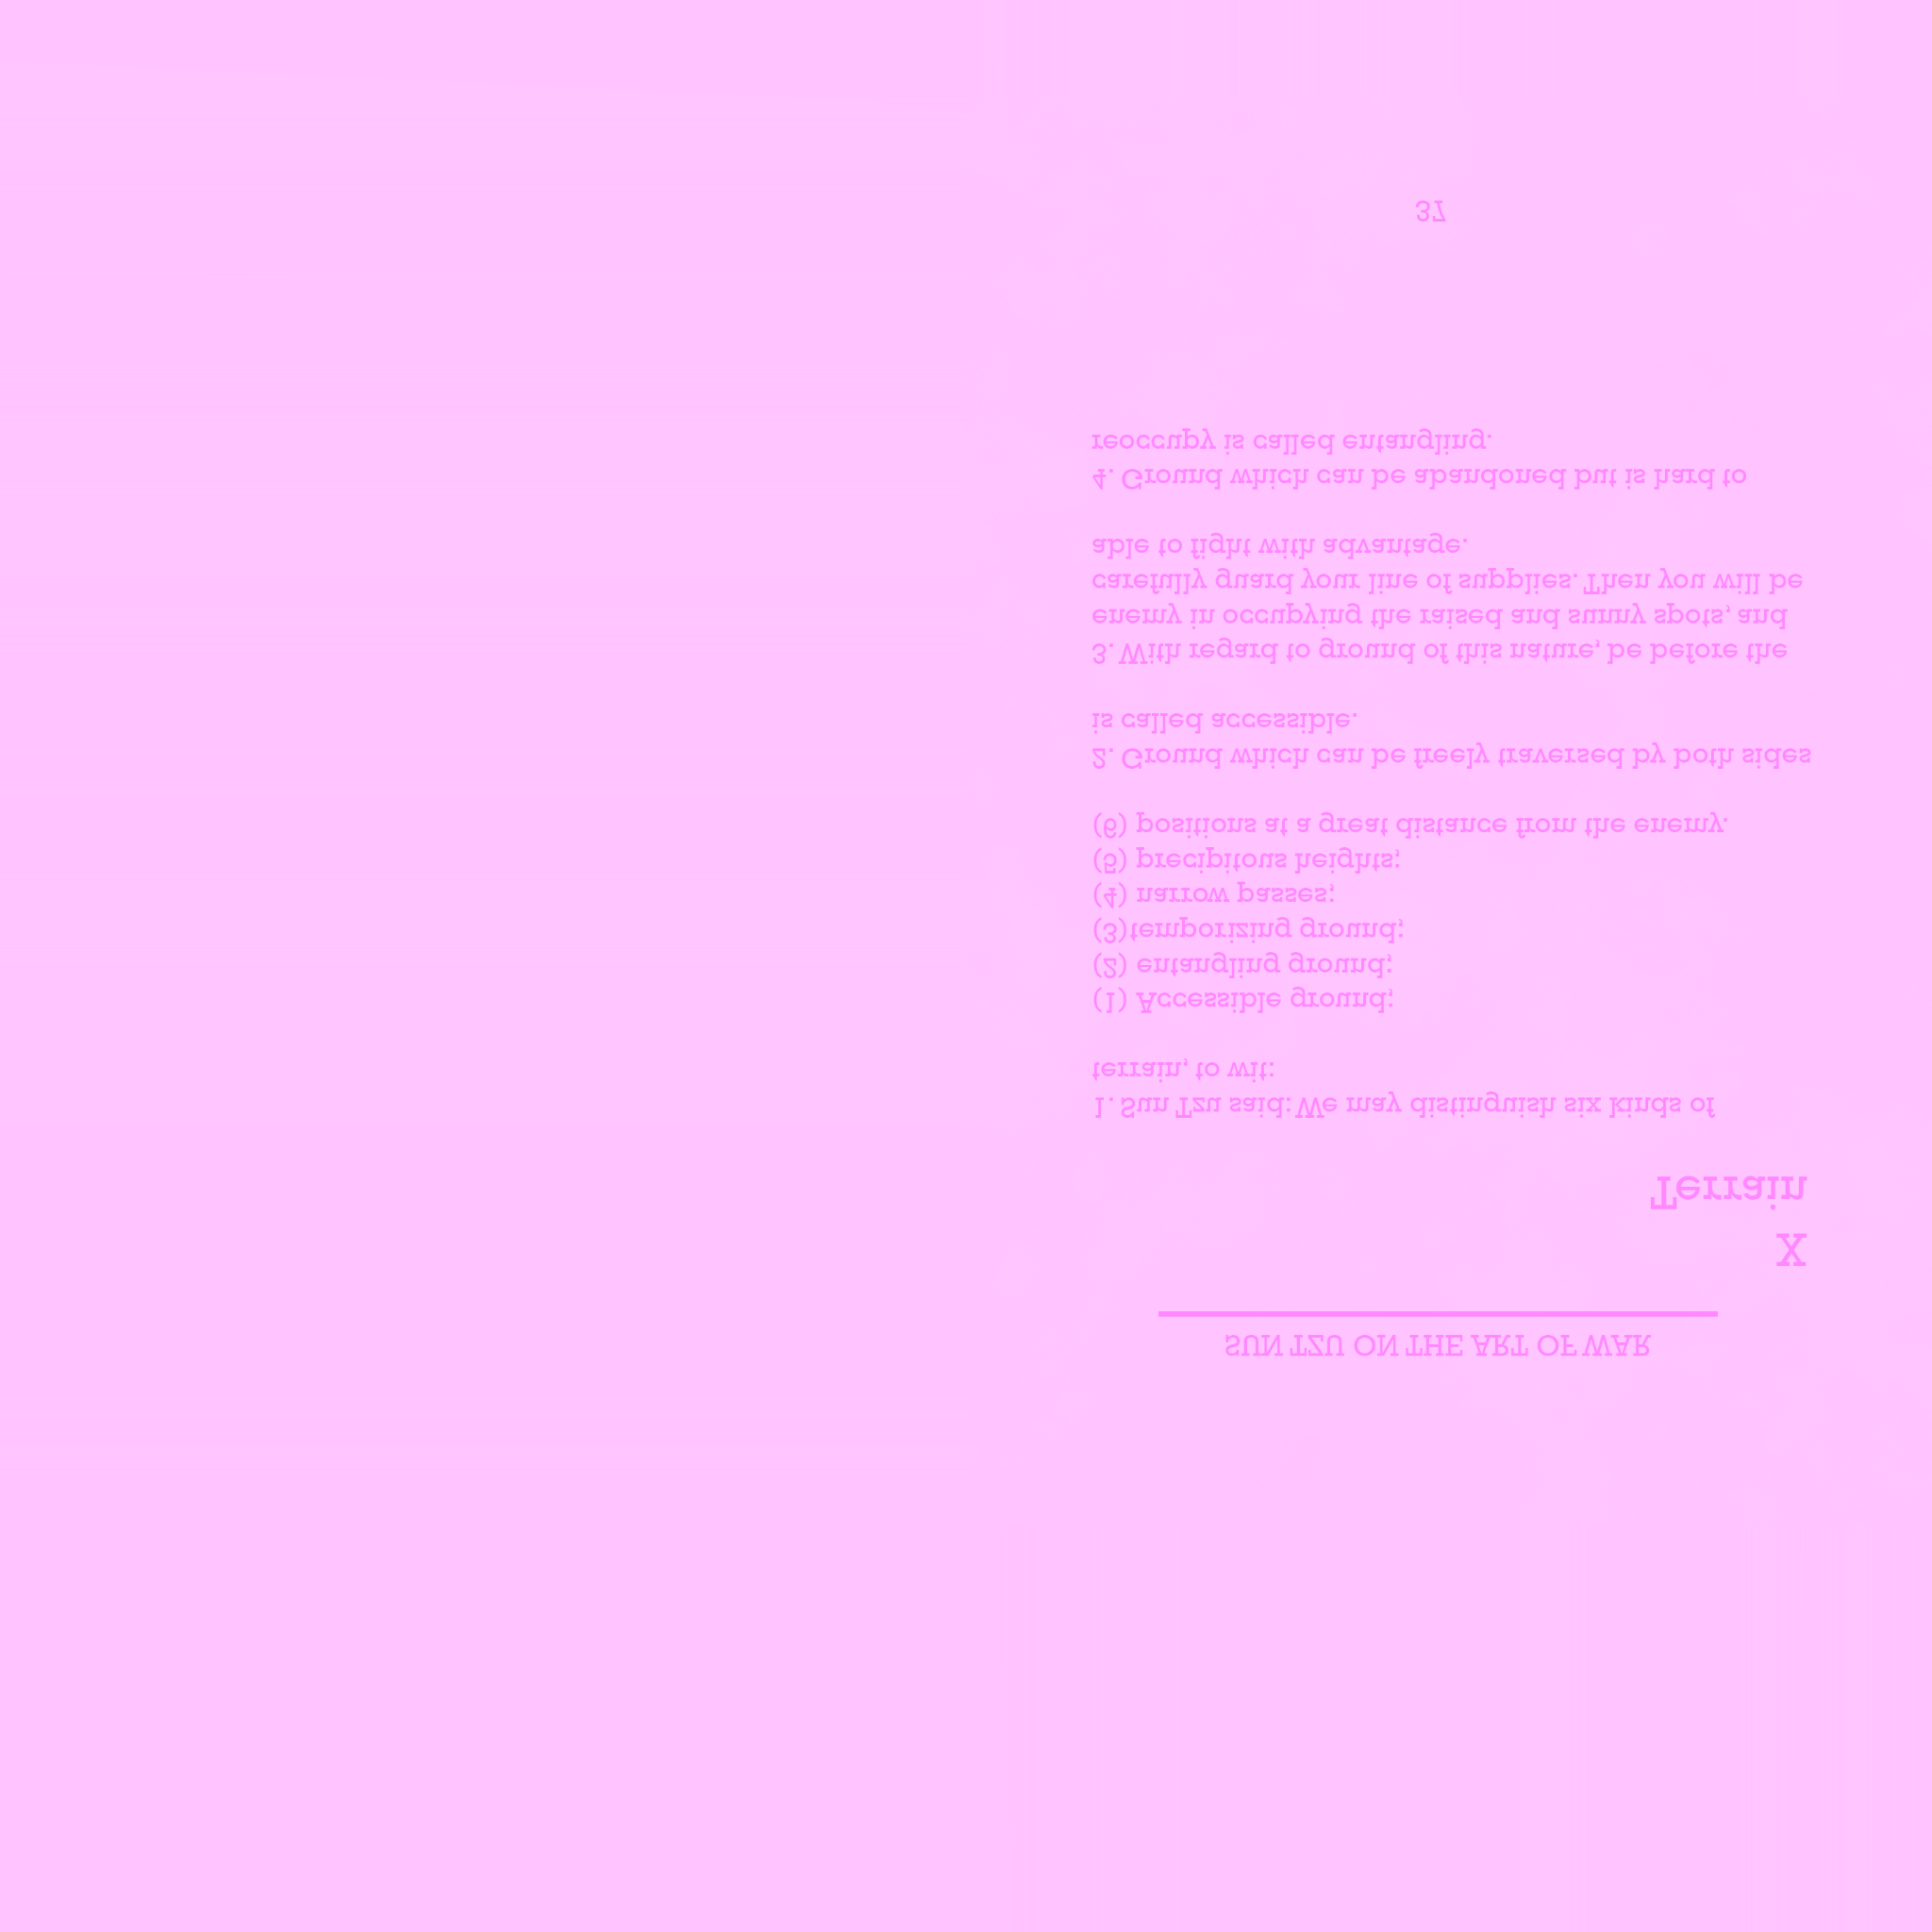 SUN TZU ON THE ART OF WAR
X
Terrain
1. Sun Tzu said: We may distinguish six kinds of
terrain, to wit:
(1) Accessible ground;
(2) entangling ground;
(3)temporizing ground;
(4) narrow passes;
(5) precipitous heights;
(6) positions at a great distance from the enemy.
2. Ground which can be freely traversed by both sides
is called accessible.
3. With regard to ground of this nature, be before the
enemy in occupying the raised and sunny spots, and
carefully guard your line of supplies. Then you will be
able to fight with advantage.
4. Ground which can be abandoned but is hard to
reoccupy is called entangling.
37